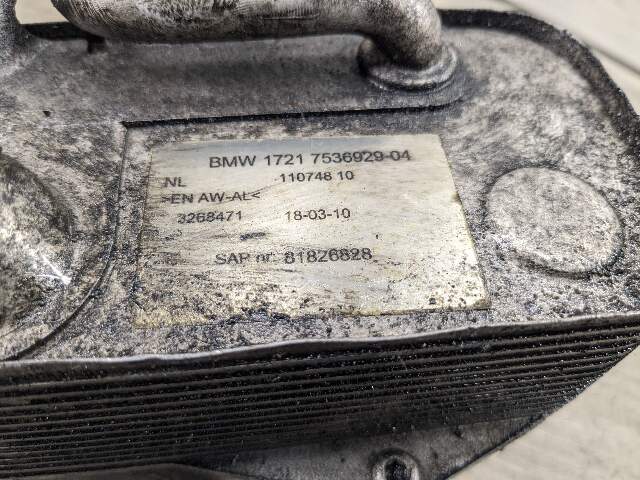 BMW 1721 7536929-04
NL 110748 10
>EN AW-AL<
3268471 18-03-10
SAP nr 81826828